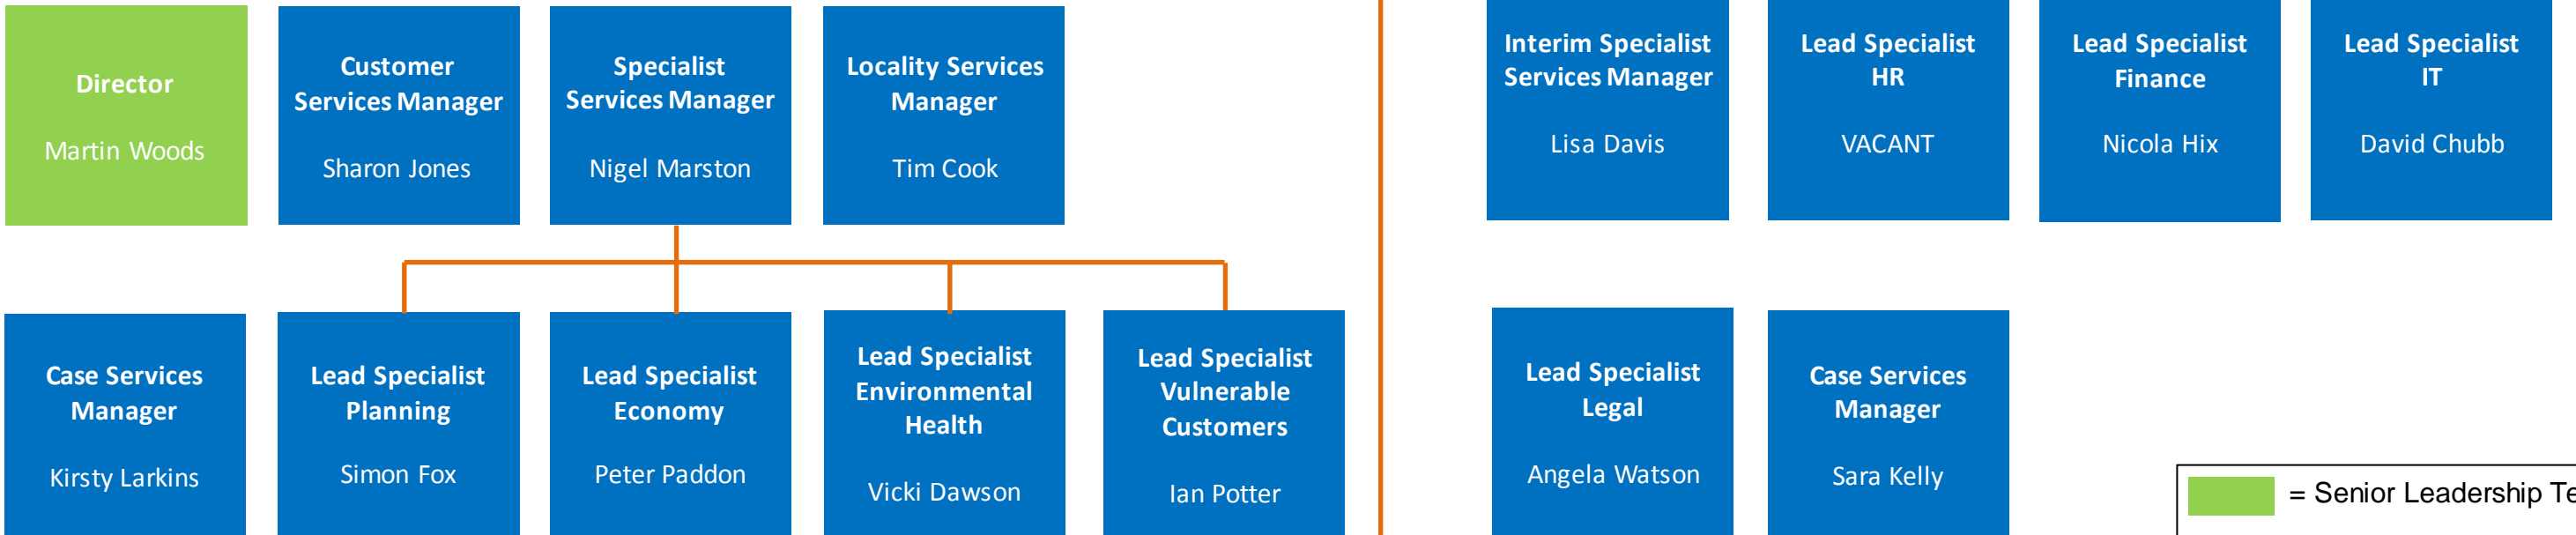 Director
Martin Woods
Customer
Services Manager
Sharon Jones
Specialist
Services Manager
Nigel Marston
Locality Services
Manager
Tim Cook
Interim Specialist
Services Manager
Lisa Davis
Lead Specialist
HR
VACANT
Lead Specialist
Finance
Nicola Hix
Lead Specialist
IT
David Chubb
Case Services
Manager
Kirsty Larkins
Lead Specialist
Planning
Simon Fox
Lead Specialist
Economy
Peter Paddon
Lead Specialist
Environmental
Health
Vicki Dawson
Lead Specialist
Vulnerable
Customers
Ian Potter
Lead Specialist
Legal
Angela Watson
Case Services
Manager
Sara Kelly
= Senior Leadership